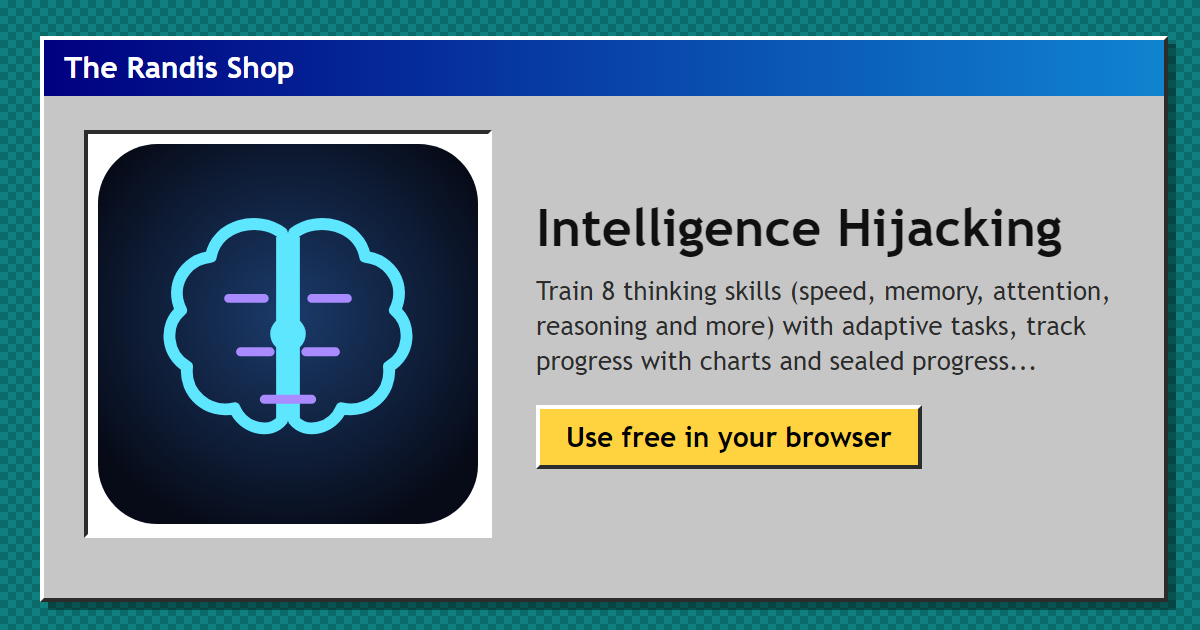 The Randis Shop
Intelligence Hijacking
Train 8 thinking skills (speed, memory, attention,
reasoning and more) with adaptive tasks, track
progress with charts and sealed progress...
Use free in your browser